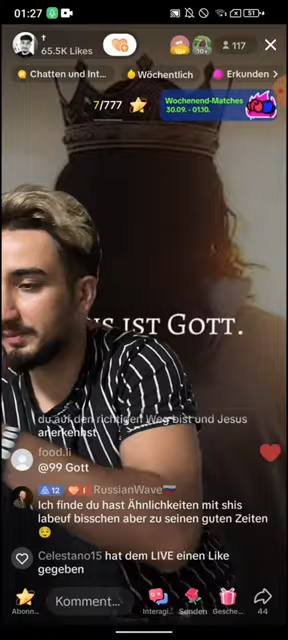 01:27
51
†
65.5K Likes
10+
117
Chatten und Int...
Wöchentlich
Erkunden >
7/777
Wochenend-Matches
30.09. - 01.10.
US IST GOTT.
du auf den richtigen Weg bist und Jesus
anerkennst
food.li
@99 Gott
12 I RussianWave🇷🇺
Ich finde du hast Ähnlichkeiten mit shis
labeuf bisschen aber zu seinen guten Zeiten
Celestano15 hat dem LIVE einen Like
gegeben
Abonn...
Komment...
Interagi...
Senden
Gesche...
44